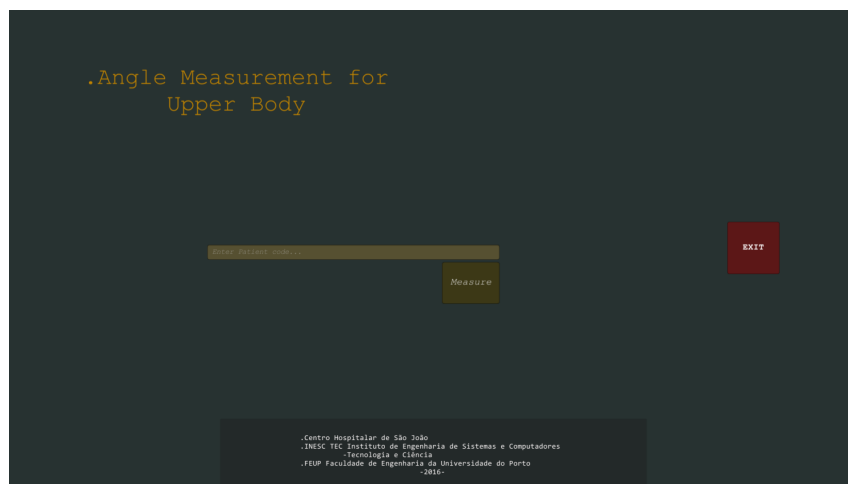 .Angle Measurement for
Upper Body
Enter Patient code...
EXIT
Measure
.Centro Hospitalar de São João
.INESC TEC Instituto de Engenharia de Sistemas e Computadores
-Tecnologia e Ciência
.FEUP Faculdade de Engenharia da Universidade do Porto
-2016-